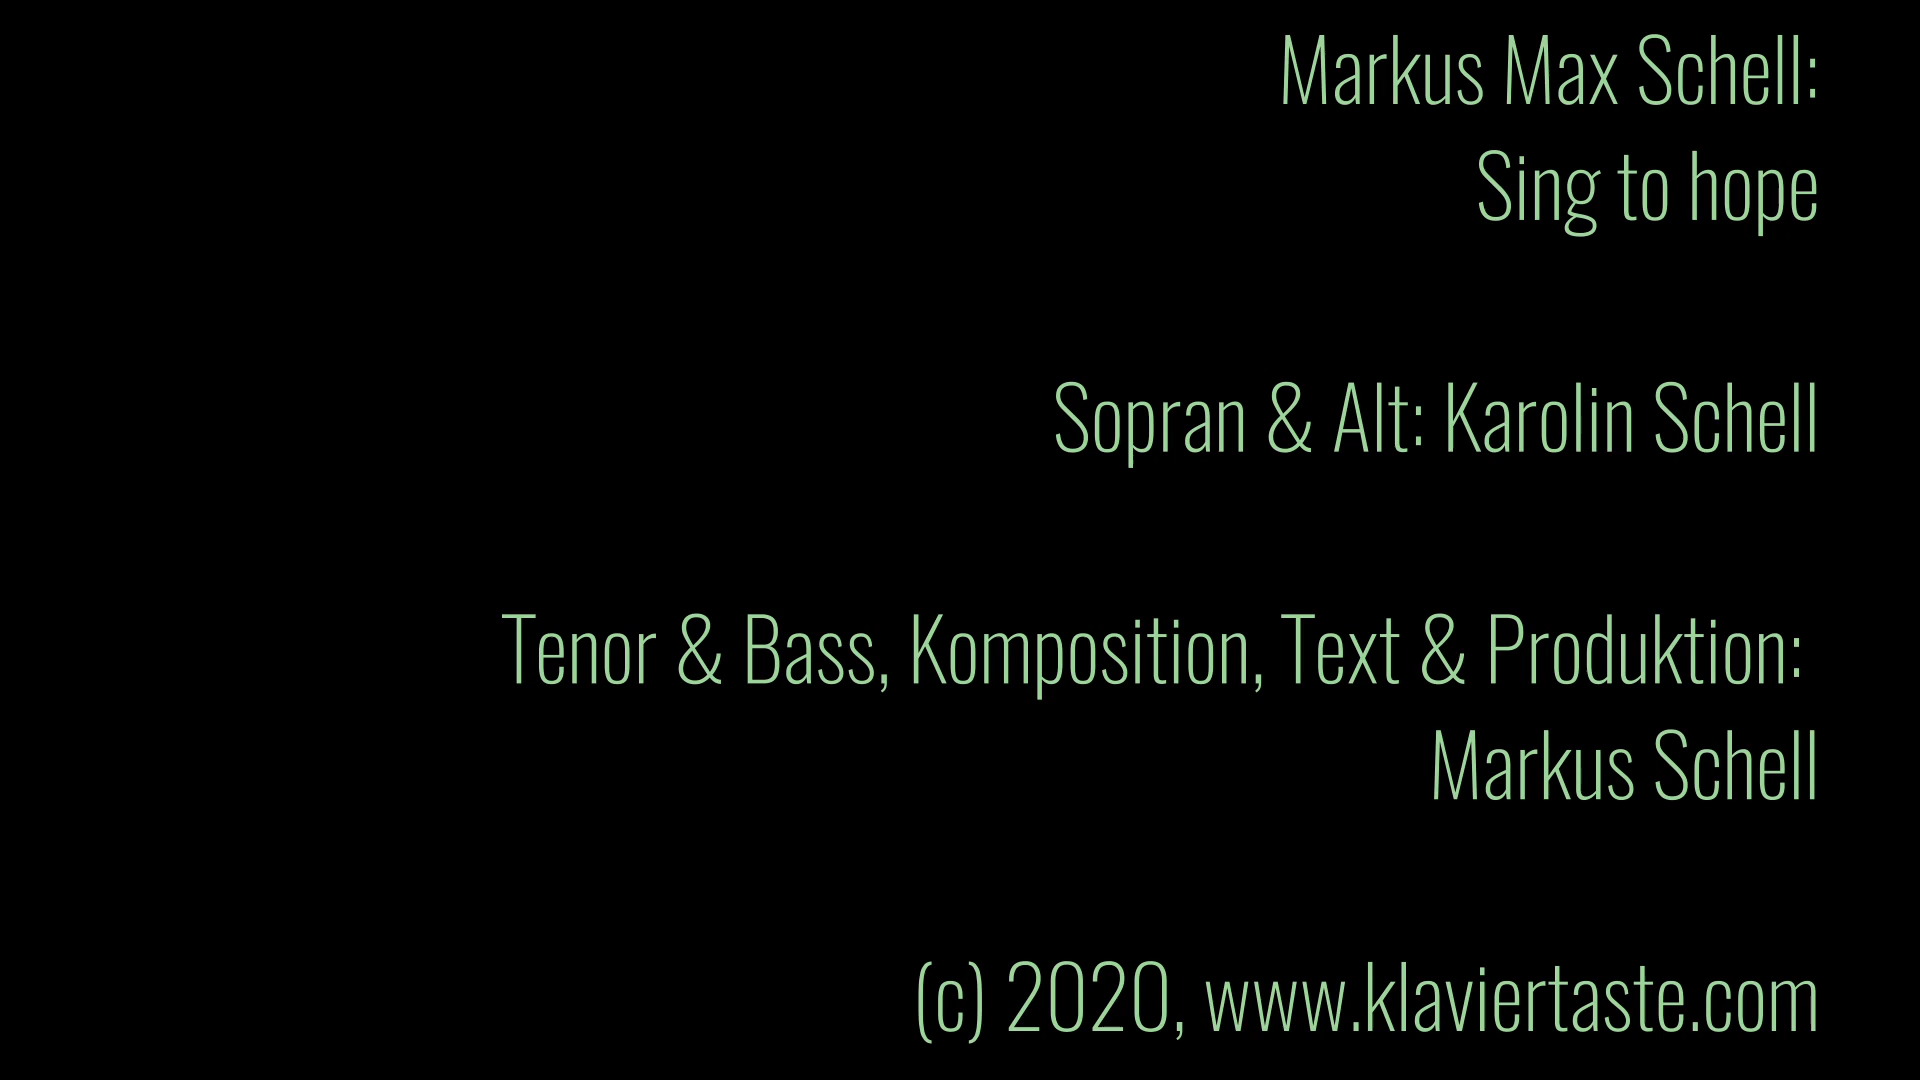 Markus Max Schell:
Sing to hope
Sopran & Alt: Karolin Schell
Tenor & Bass, Komposition, Text & Produktion:
Markus Schell
(c) 2020, www.klaviertaste.com